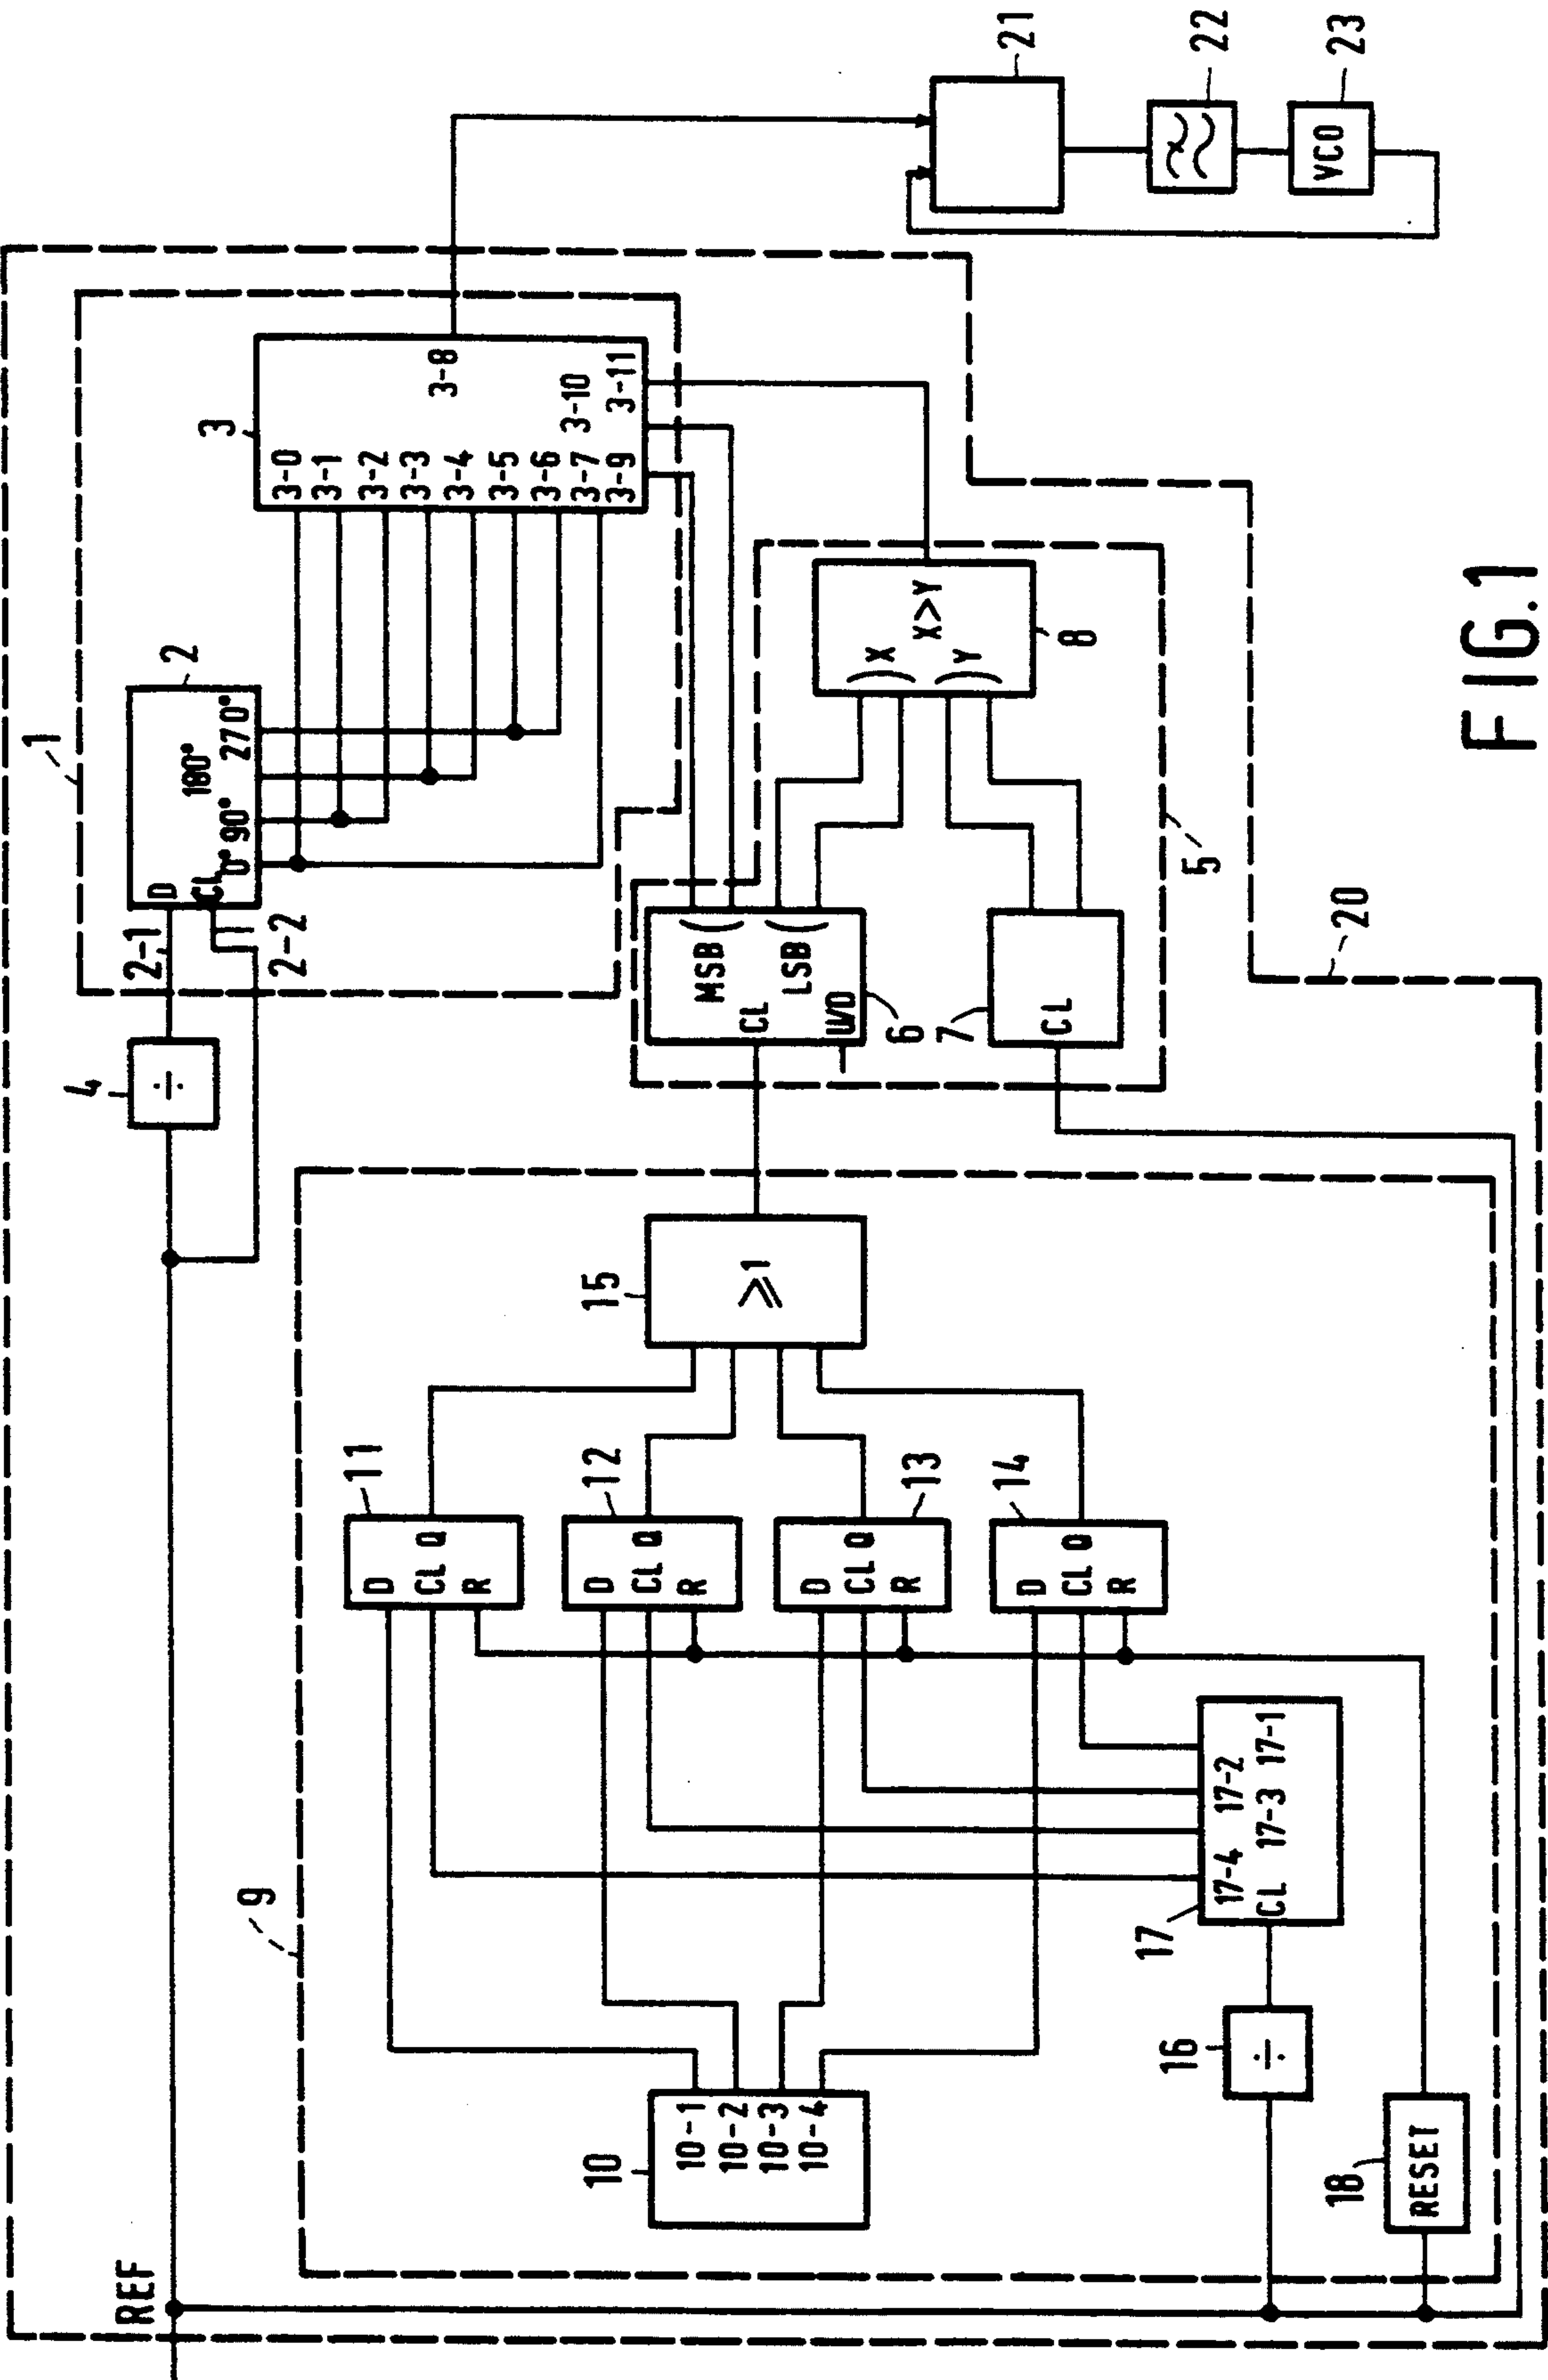 REF
4
÷
2-1
2-2
1
2
D
CL
0°
90°
180°
270°
3
3-0
3-1
3-2
3-3
3-4
3-5
3-6
3-7
3-9
3-8
3-10
3-11
21
22
VCO
23
9
10
10-1
10-2
10-3
10-4
11
D
CL Q
R
12
D
CL Q
R
13
D
CL Q
R
14
D
CL Q
R
15
≥1
MSB
CL
LSB
U/D
6
7
CL
X
X>Y
Y
8
5
20
16
÷
17
17-4
17-2
CL
17-3
17-1
18
RESET
FIG.1